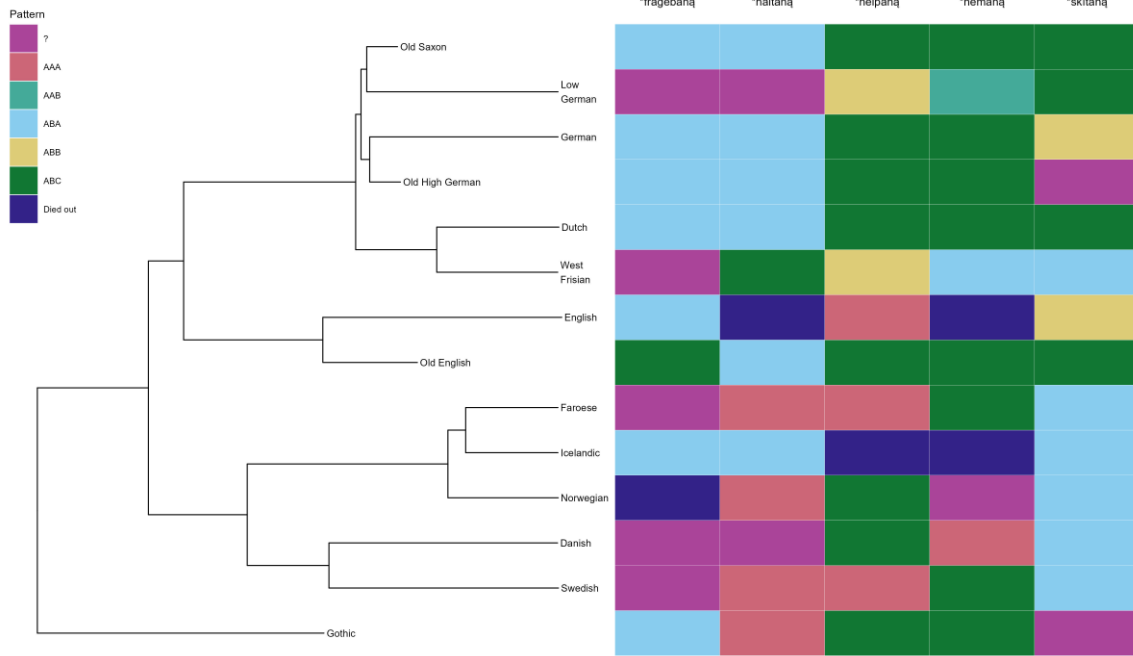 *fragebaną *haitaną *helpaną *nemaną *skītaną
Pattern
?
AAA
AAB
ABA
ABB
ABC
Died out
Old Saxon
Low
German
German
Old High German
Dutch
West
Frisian
English
Old English
Faroese
Icelandic
Norwegian
Danish
Swedish
Gothic